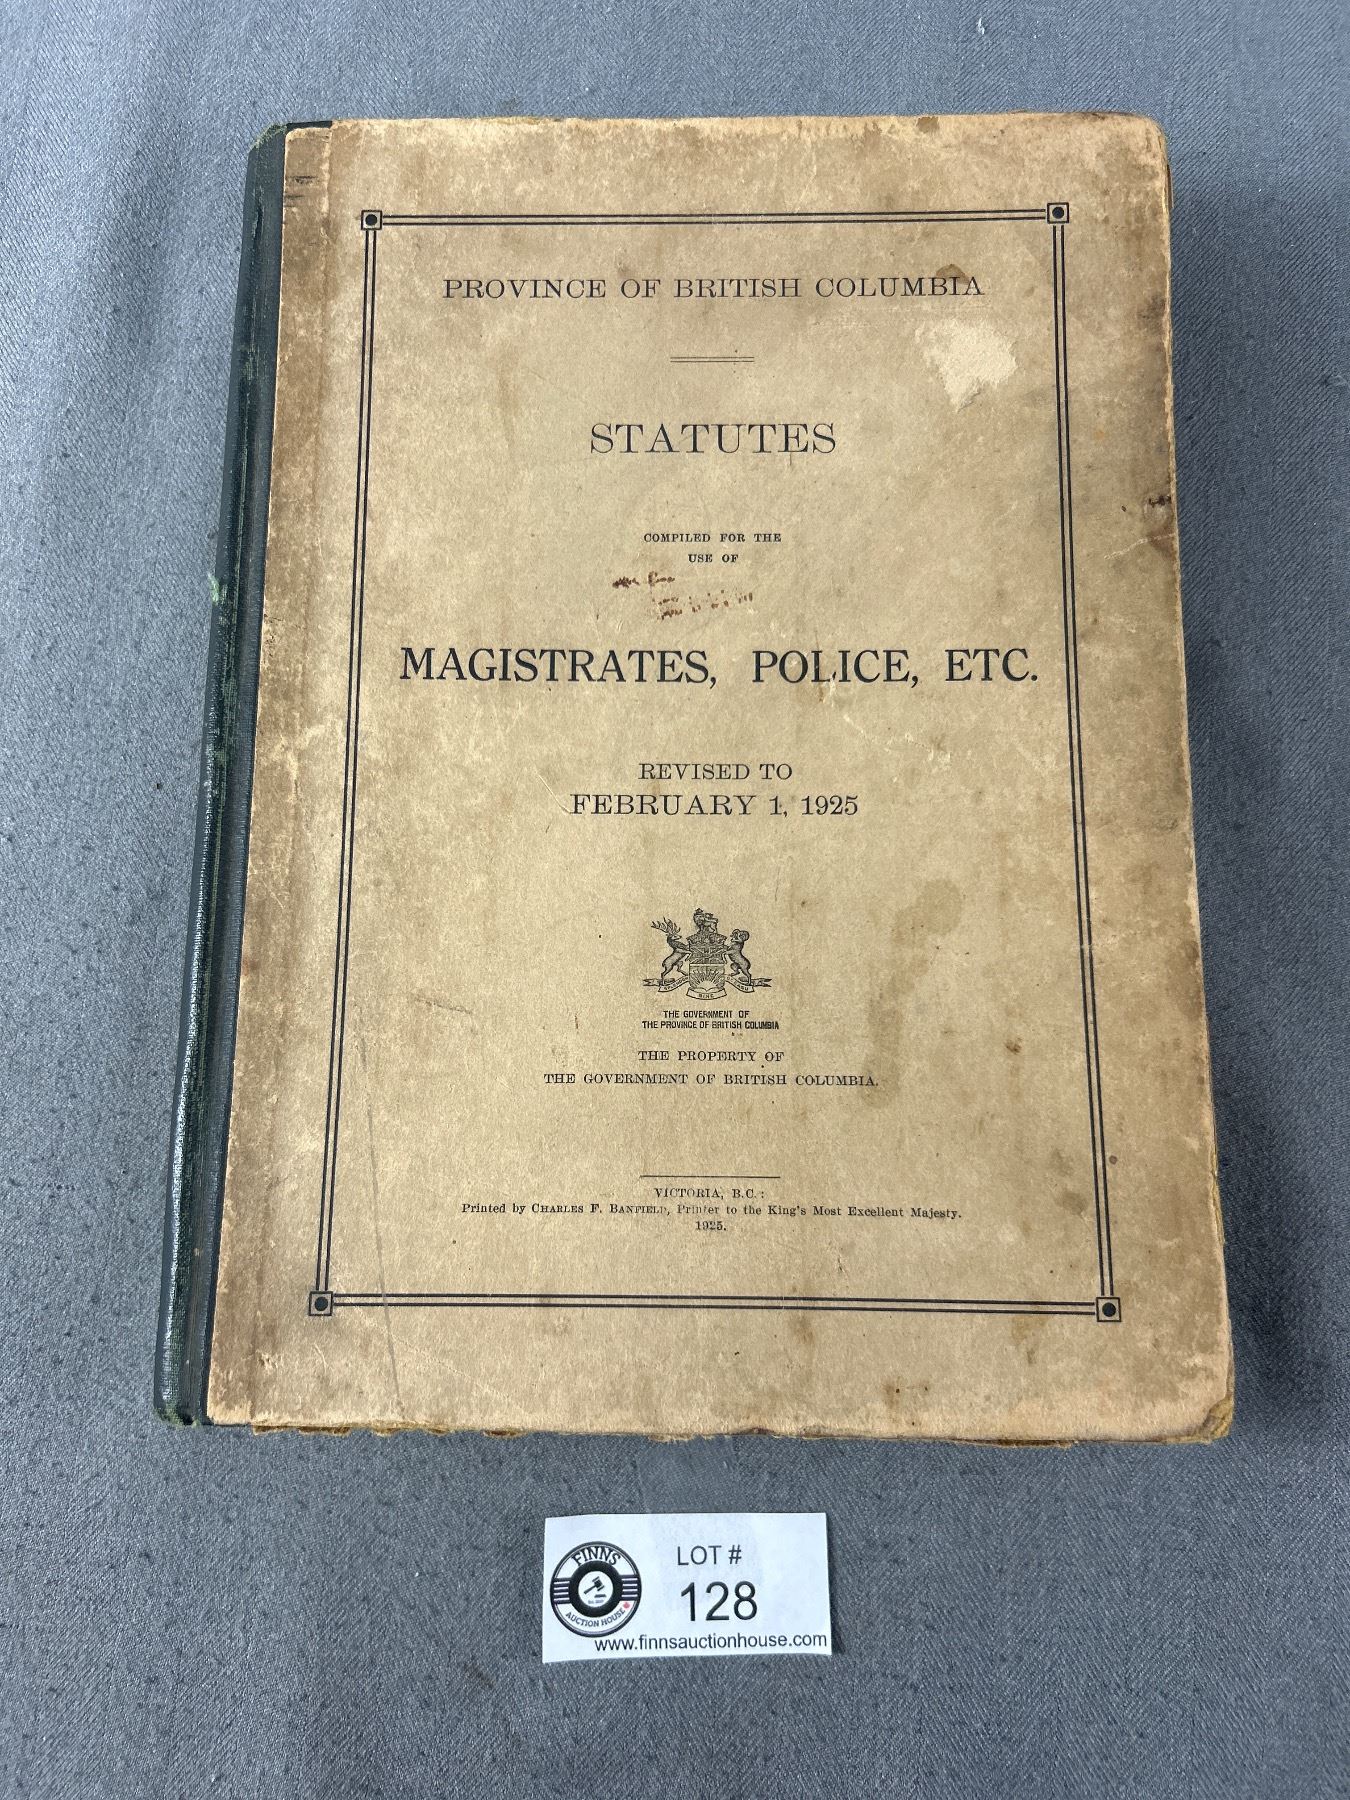 PROVINCE OF BRITISH COLUMBIA
STATUTES
COMPILED FOR THE
USE OF
MAGISTRATES, POLICE, ETC.
REVISED TO
FEBRUARY 1, 1925
THE GOVERNMENT OF
THE PROVINCE OF BRITISH COLUMBIA
THE PROPERTY OF
THE GOVERNMENT OF BRITISH COLUMBIA.
VICTORIA, B.C.:
Printed by CHARLES F. BANFIELD, Printer to the King's Most Excellent Majesty.
1925.
FINNS
AUCTION HOUSE
LOT #
128
www.finnsauctionhouse.com